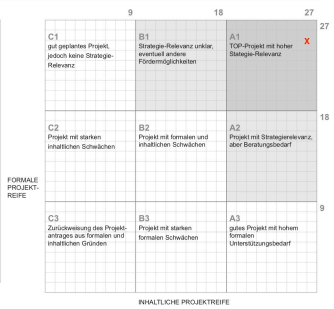 9 18 27
27
C1
gut geplantes Projekt,
jedoch keine Strategie-
Relevanz
B1
Strategie-Relevanz unklar,
eventuell andere
Fördermöglichkeiten
A1
TOP-Projekt mit hoher
Stategie-Relevanz
X
18
C2
Projekt mit starken
inhaltlichen Schwächen
B2
Projekt mit formalen und
inhaltlichen Schwächen
A2
Projekt mit Strategierelevanz,
aber Beratungsbedarf
FORMALE
PROJEKT-
REIFE
9
C3
Zurückweisung des Projekt-
antrages aus formalen und
inhaltlichen Gründen
B3
Projekt mit starken
formalen Schwächen
A3
gutes Projekt mit hohem
formalen
Unterstützungsbedarf
INHALTLICHE PROJEKTREIFE